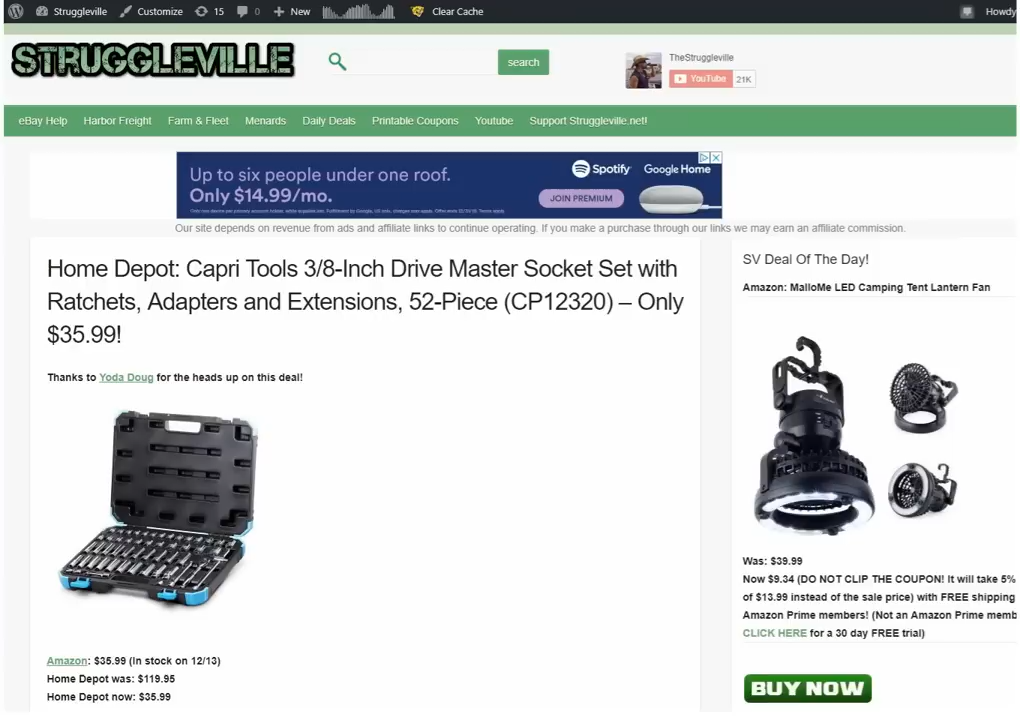 Struggleville Customize 15 0 New Clear Cache Howdy
STRUGGLEVILLE
search
TheStruggleville
YouTube 21K
eBay Help Harbor Freight Farm & Fleet Menards Daily Deals Printable Coupons Youtube Support Struggleville.net!
Up to six people under one roof.
Only $14.99/mo.
Spotify Google Home
JOIN PREMIUM
Our site depends on revenue from ads and affiliate links to continue operating. If you make a purchase through our links we may earn an affiliate commission.
Home Depot: Capri Tools 3/8-Inch Drive Master Socket Set with
Ratchets, Adapters and Extensions, 52-Piece (CP12320) – Only
$35.99!
Thanks to Yoda Doug for the heads up on this deal!
Amazon: $35.99 (In stock on 12/13)
Home Depot was: $119.95
Home Depot now: $35.99
SV Deal Of The Day!
Amazon: MalloMe LED Camping Tent Lantern Fan
Was: $39.99
Now $9.34 (DO NOT CLIP THE COUPON! It will take 5%
of $13.99 instead of the sale price) with FREE shipping
Amazon Prime members! (Not an Amazon Prime memb
CLICK HERE for a 30 day FREE trial)
BUY NOW